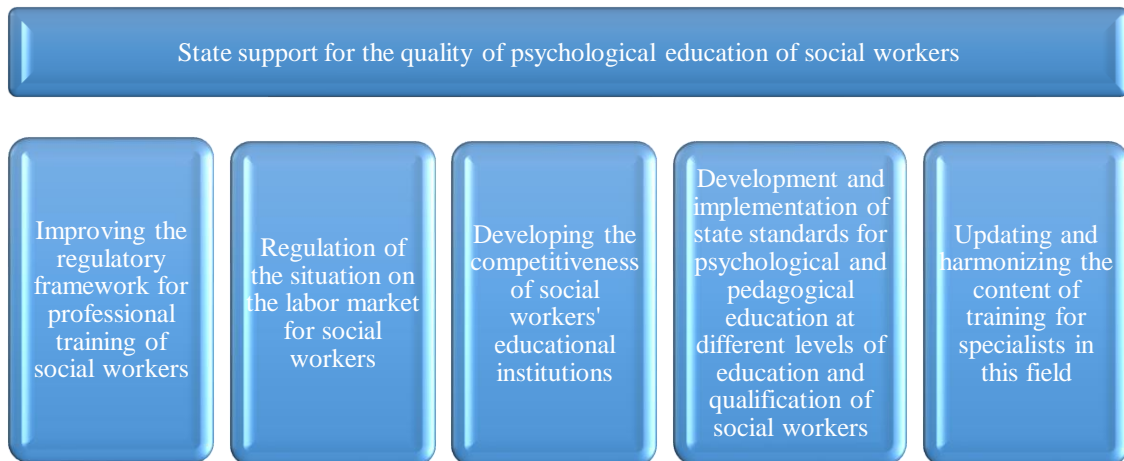 State support for the quality of psychological education of social workers
Improving the
regulatory
framework for
professional
training of
social workers
Regulation of
the situation on
the labor market
for social
workers
Developing the
competitiveness
of social
workers'
educational
institutions
Development and
implementation of
state standards for
psychological and
pedagogical
education at
different levels of
education and
qualification of
social workers
Updating and
harmonizing the
content of
training for
specialists in
this field